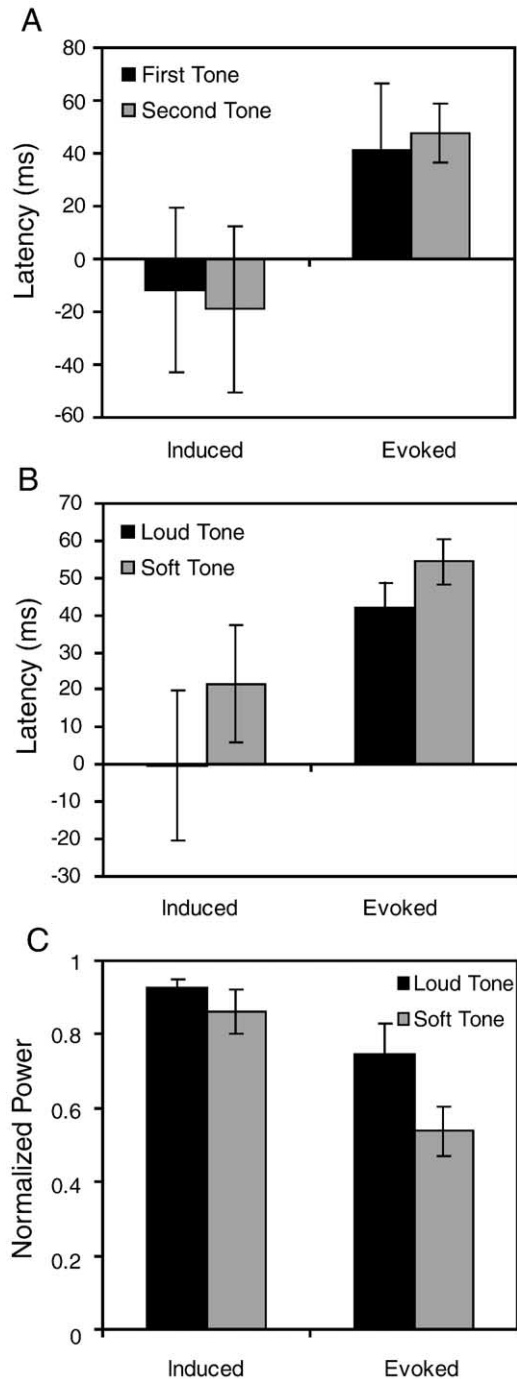 A
80
60
40
20
0
-20
-40
-60
Latency (ms)
First Tone
Second Tone
Induced Evoked
B
70
60
50
40
30
20
10
0
-10
-20
-30
Latency (ms)
Loud Tone
Soft Tone
Induced Evoked
C
1
0.8
0.6
0.4
0.2
0
Normalized Power
Loud Tone
Soft Tone
Induced Evoked